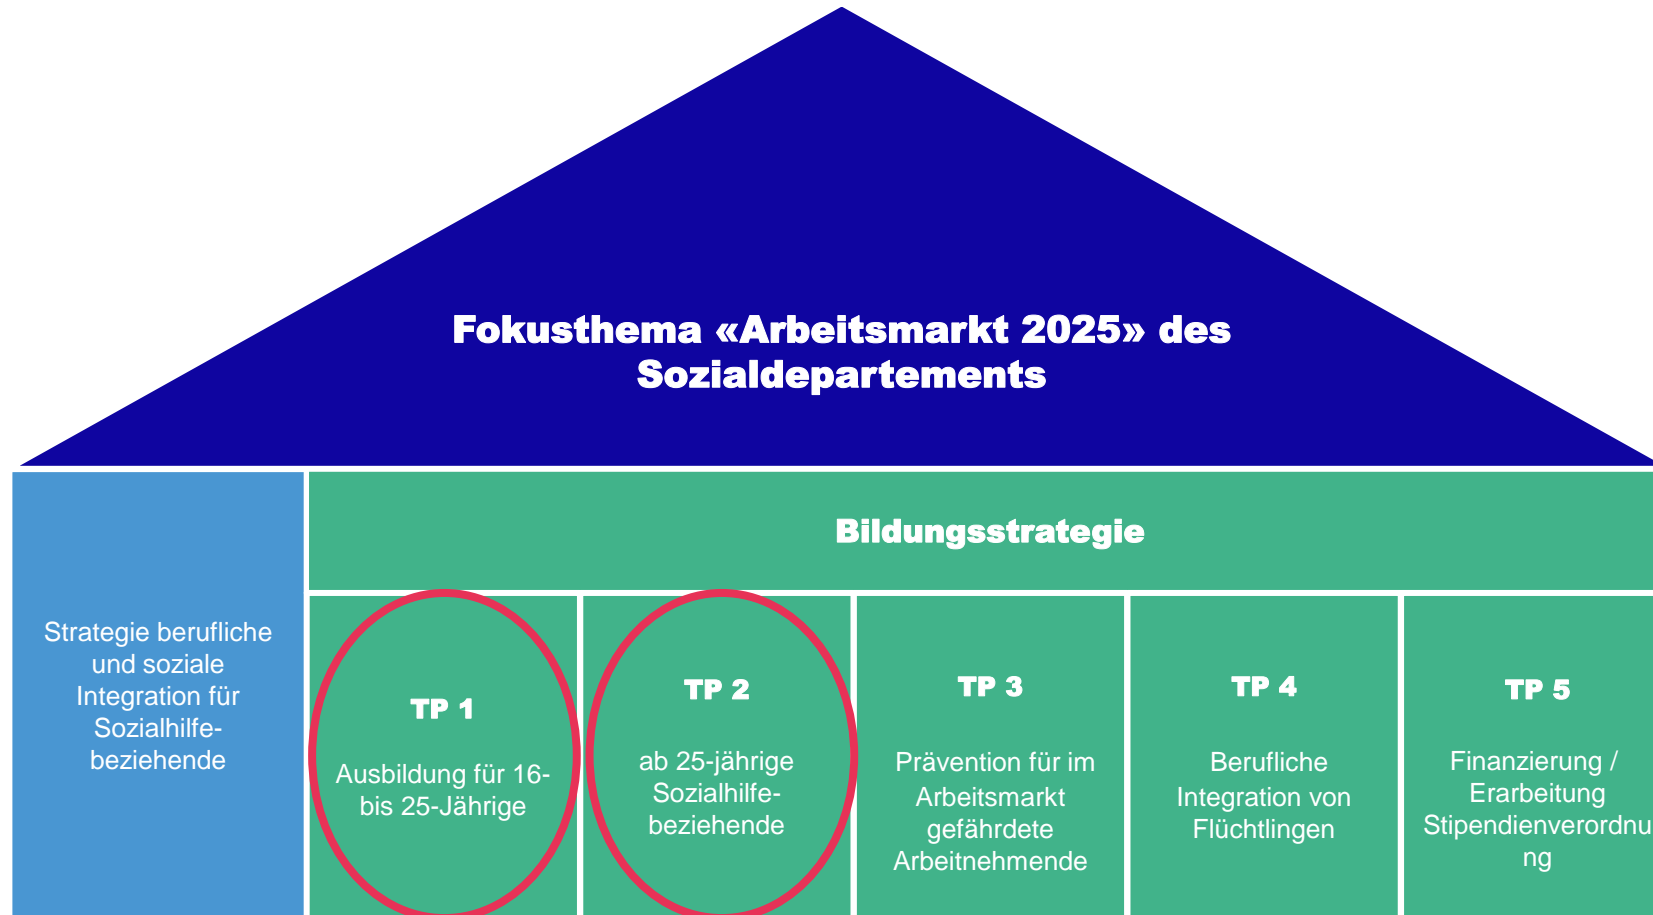 Fokusthema «Arbeitsmarkt 2025» des
Sozialdepartements
Bildungsstrategie
Strategie berufliche
und soziale
Integration für
Sozialhilfe-
beziehende
TP 1
Ausbildung für 16-
bis 25-Jährige
TP 2
ab 25-jährige
Sozialhilfe-
beziehende
TP 3
Prävention für im
Arbeitsmarkt
gefährdete
Arbeitnehmende
TP 4
Berufliche
Integration von
Flüchtlingen
TP 5
Finanzierung /
Erarbeitung
Stipendienverordnu
ng